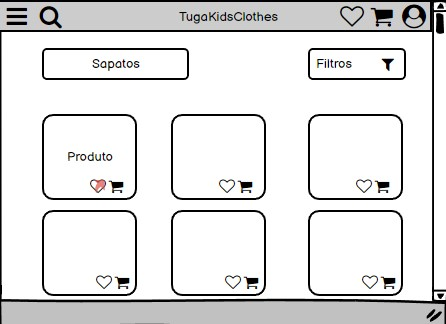 TugaKidsClothes
Sapatos
Filtros
Produto